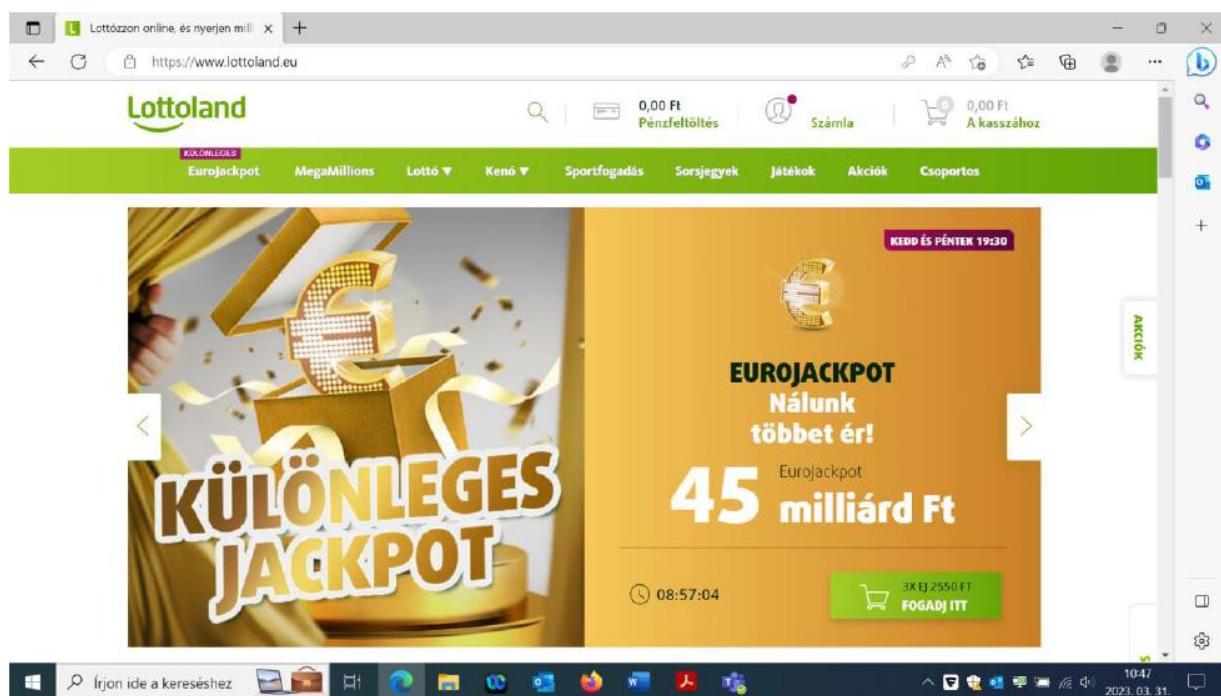 Lottózzon online, és nyerjen mill
https://www.lottoland.eu
Lottoland
0,00 Ft
Pénzfeltöltés
Számla
0
0,00 Ft
A kasszához
KÜLÖNLEGES
EuroJackpot MegaMillions Lottó ▼ Kenó ▼ Sportfogadás Sorsjegyek Játékok Akciók Csoportos
KÜLÖNLEGES
JACKPOT
KEDD ÉS PÉNTEK 19:30
EUROJACKPOT
Nálunk
többet ér!
Eurojackpot
45 milliárd Ft
08:57:04
3X EJ 2550 FT
FOGADJ ITT
AKCIÓK
Írjon ide a kereséshez
10:47
2023. 03. 31.